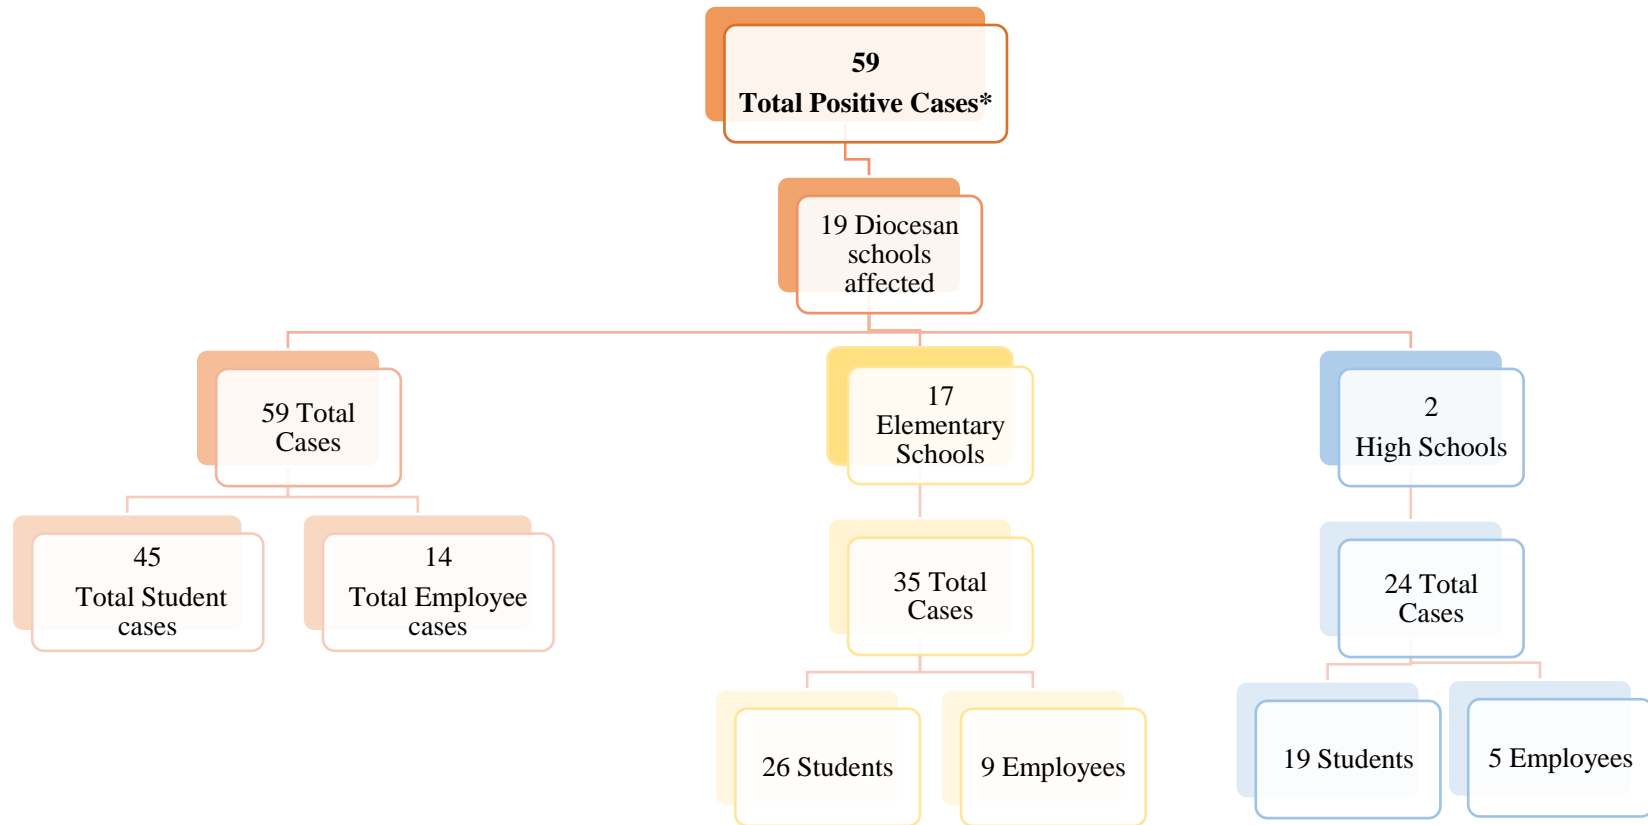 59
Total Positive Cases*
19 Diocesan
schools
affected
59 Total
Cases
17
Elementary
Schools
2
High Schools
45
Total Student
cases
14
Total Employee
cases
35 Total
Cases
24 Total
Cases
26 Students
9 Employees
19 Students
5 Employees